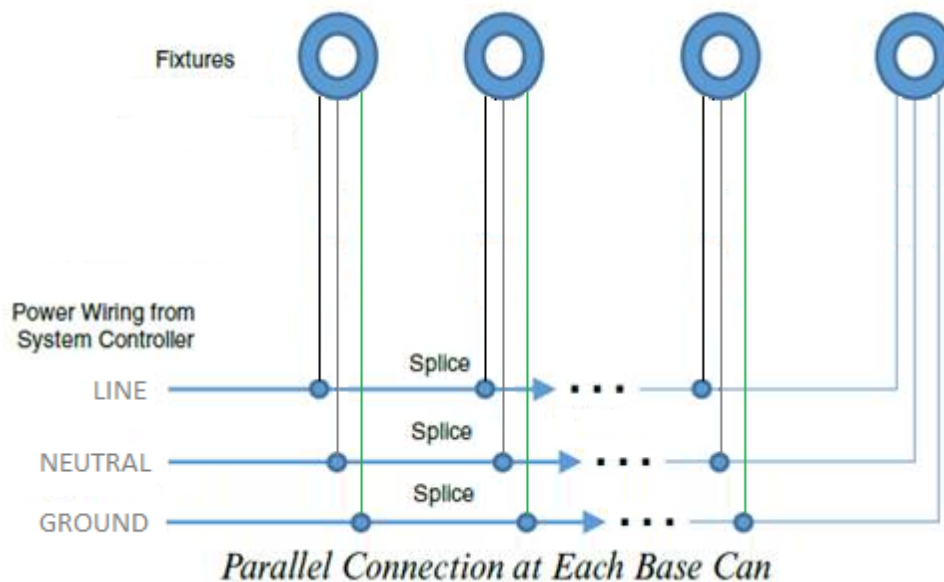 Fixtures
Power Wiring from
System Controller
Splice
LINE
Splice
NEUTRAL
Splice
GROUND
Parallel Connection at Each Base Can